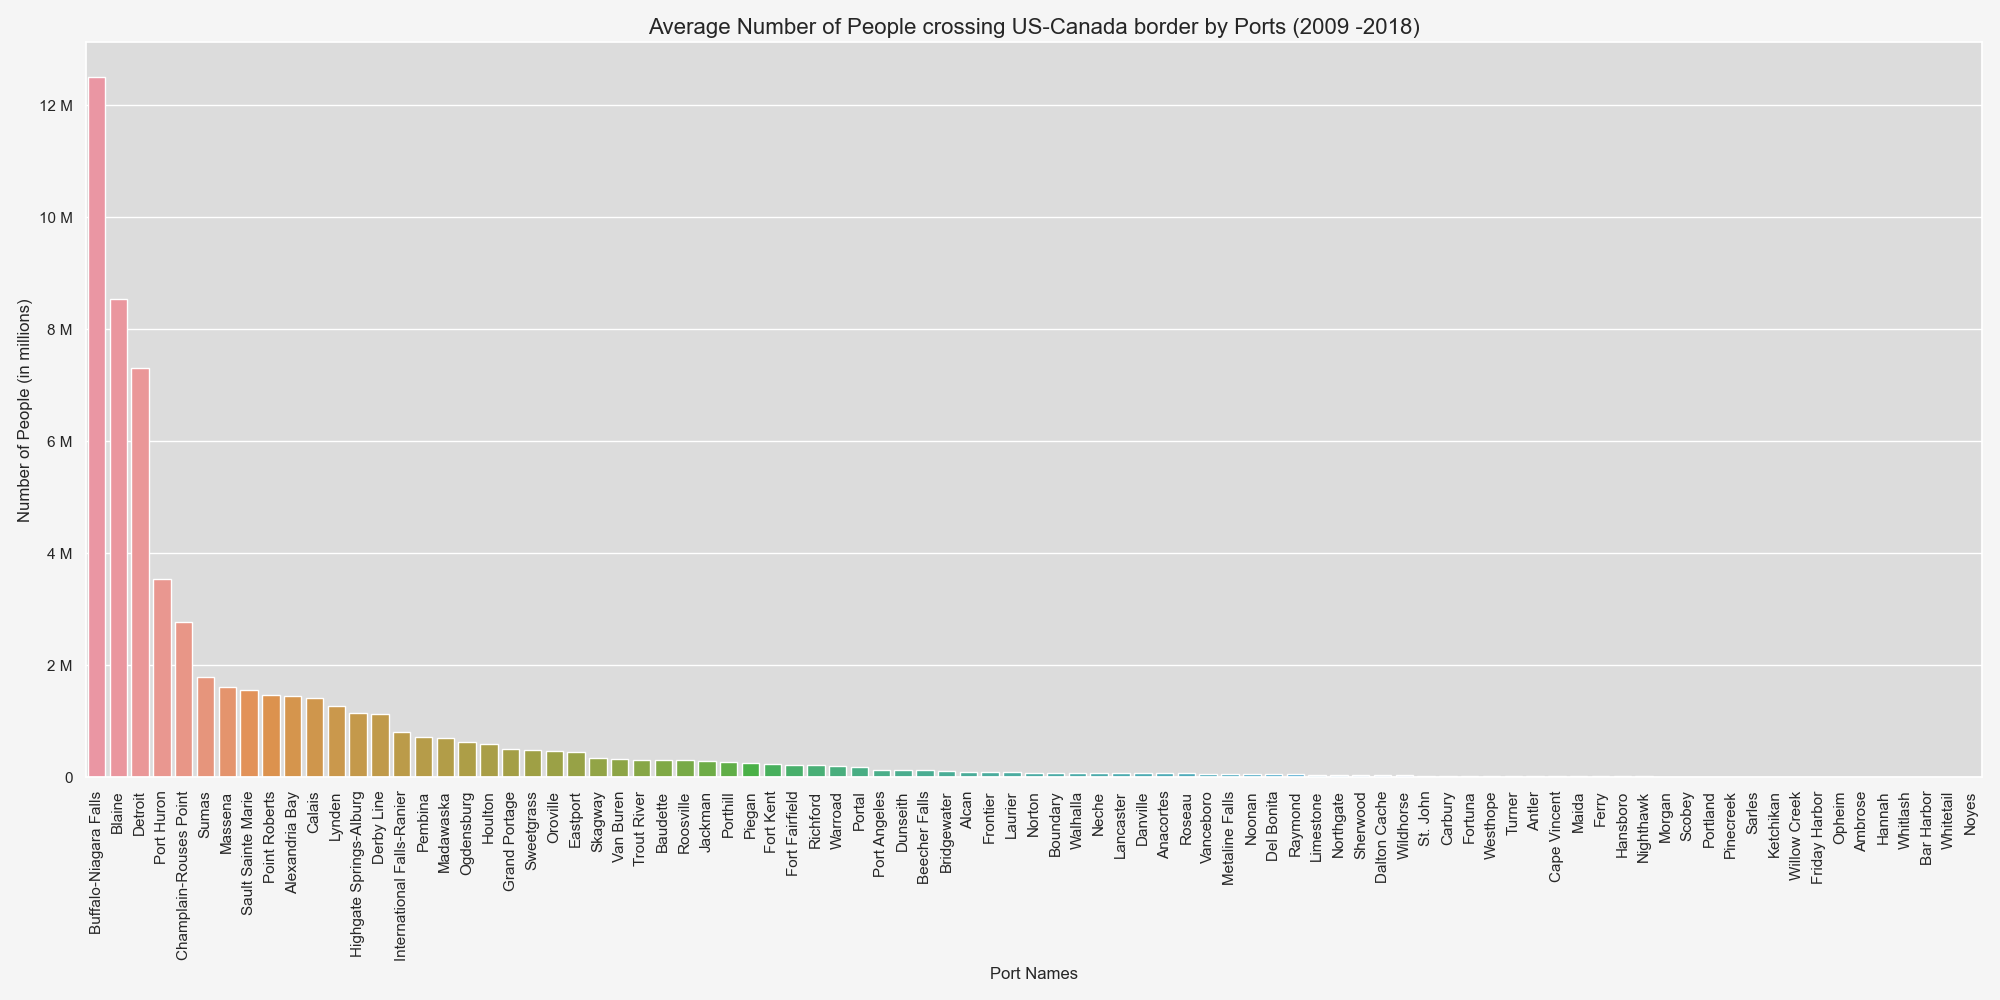 Average Number of People crossing US-Canada border by Ports (2009 -2018)
Number of People (in millions)
12 M
10 M
8 M
6 M
4 M
2 M
0
Buffalo-Niagara Falls
Blaine
Detroit
Port Huron
Champlain-Rouses Point
Sumas
Massena
Sault Sainte Marie
Point Roberts
Alexandria Bay
Calais
Lynden
Highgate Springs-Alburg
Derby Line
International Falls-Ranier
Pembina
Madawaska
Ogdensburg
Houlton
Grand Portage
Sweetgrass
Oroville
Eastport
Skagway
Van Buren
Trout River
Baudette
Roosville
Jackman
Porthill
Piegan
Fort Kent
Fort Fairfield
Richford
Warroad
Portal
Port Angeles
Dunseith
Beecher Falls
Bridgewater
Alcan
Frontier
Laurier
Norton
Boundary
Walhalla
Neche
Lancaster
Danville
Anacortes
Roseau
Vanceboro
Metaline Falls
Noonan
Del Bonita
Raymond
Limestone
Northgate
Sherwood
Dalton Cache
Wildhorse
St. John
Carbury
Fortuna
Westhope
Turner
Antler
Cape Vincent
Maida
Ferry
Hansboro
Nighthawk
Morgan
Scobey
Portland
Pinecreek
Sarles
Ketchikan
Willow Creek
Friday Harbor
Opheim
Ambrose
Hannah
Whitlash
Bar Harbor
Whitetail
Noyes
Port Names